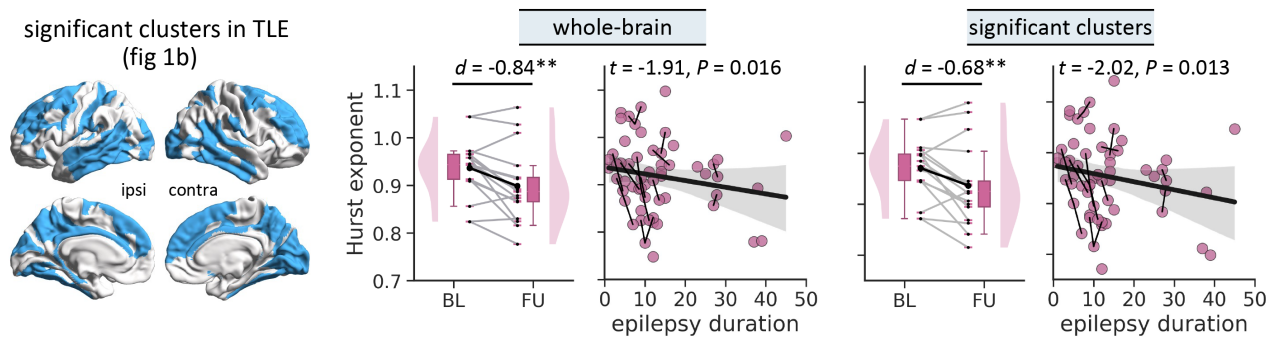 significant clusters in TLE
(fig 1b)
ipsi contra
whole-brain
d = -0.84**
t = -1.91, P = 0.016
Hurst exponent
1.1
1.0
0.9
0.8
0.7
BL FU
0 10 20 30 40 50
epilepsy duration
significant clusters
d = -0.68**
t = -2.02, P = 0.013
BL FU
0 10 20 30 40 50
epilepsy duration